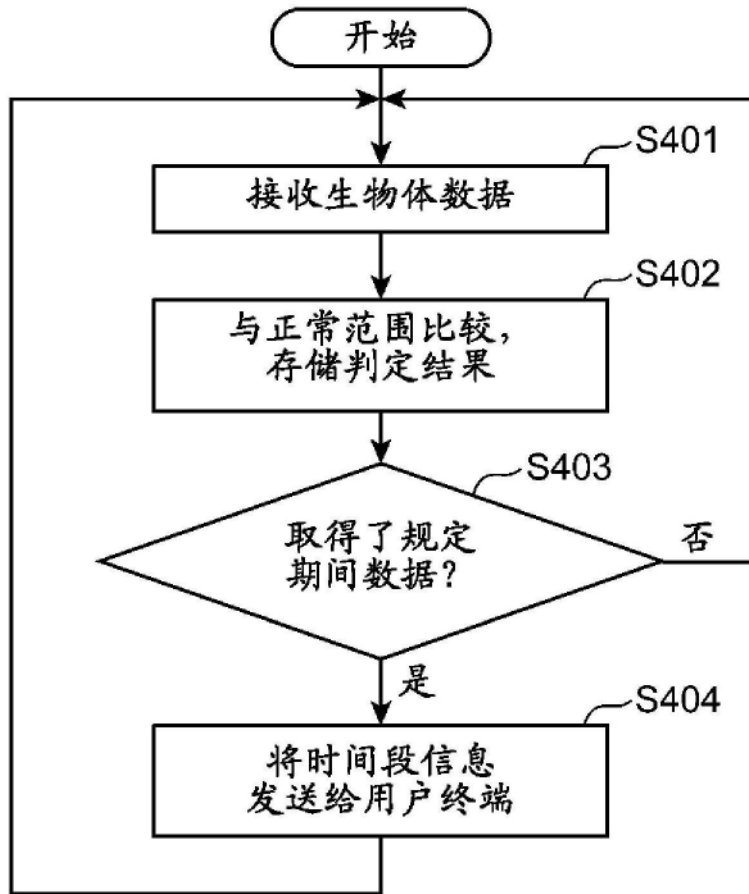 开始
S401
接收生物体数据
S402
与正常范围比较，
存储判定结果
S403
取得了规定
期间数据？
否
是
S404
将时间段信息
发送给用户终端